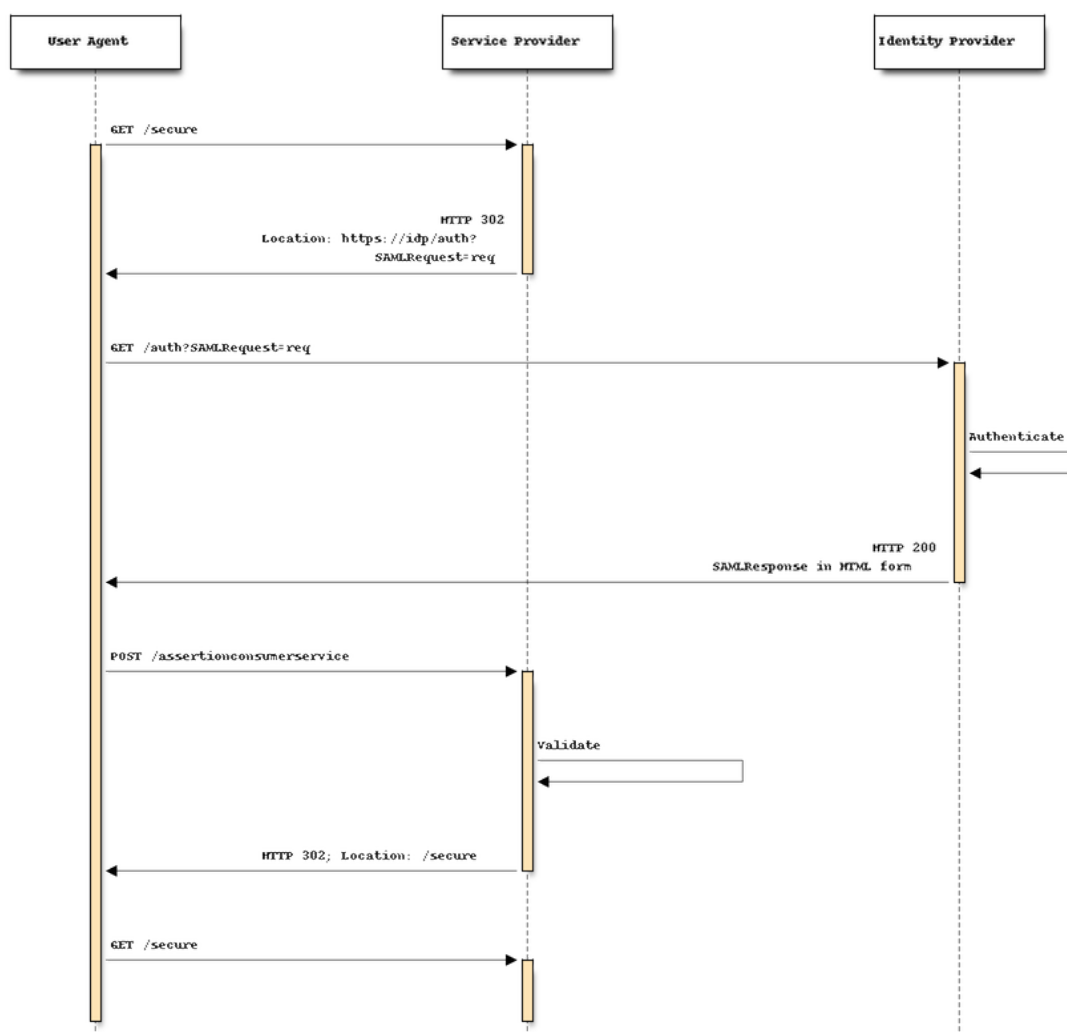 User Agent
Service Provider
Identity Provider
GET /secure
HTTP 302
Location: https://idp/auth?
SAMLRequest=req
GET /auth?SAMLRequest=req
Authenticate
HTTP 200
SAMLResponse in HTML form
POST /assertionconsumerservice
Validate
HTTP 302; Location: /secure
GET /secure